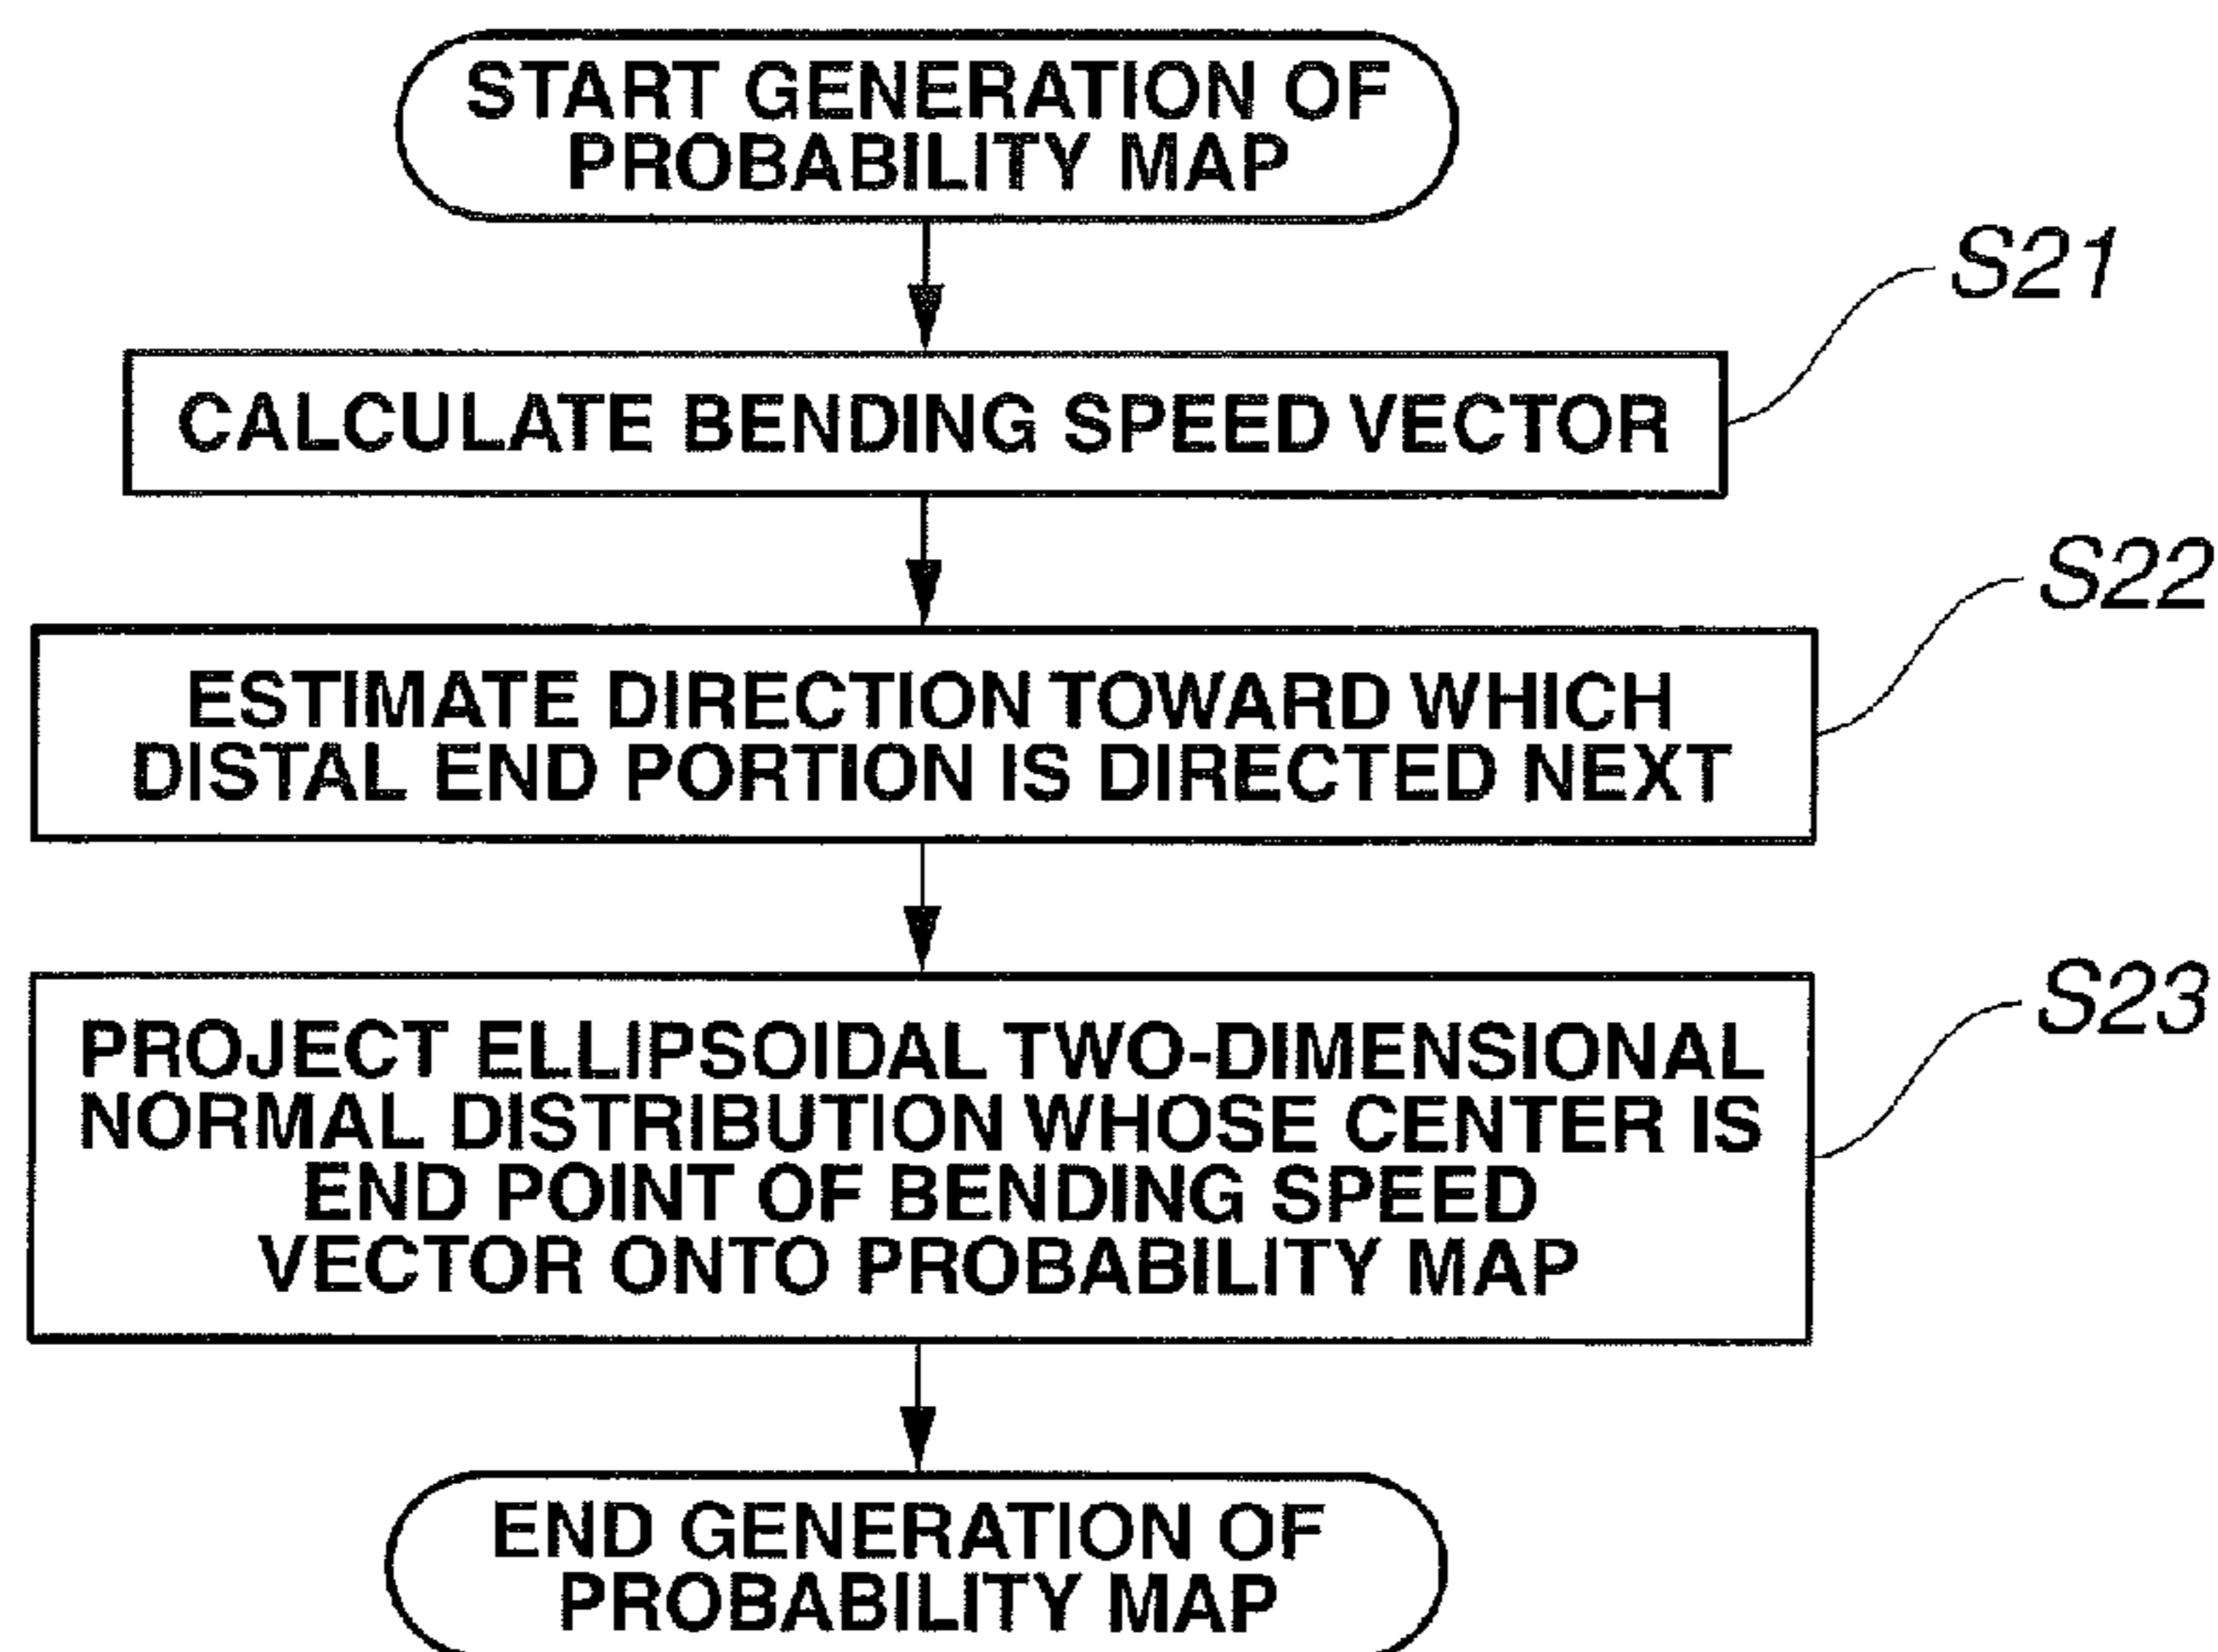 START GENERATION OF
PROBABILITY MAP
S21
CALCULATE BENDING SPEED VECTOR
S22
ESTIMATE DIRECTION TOWARD WHICH
DISTAL END PORTION IS DIRECTED NEXT
S23
PROJECT ELLIPSOIDAL TWO-DIMENSIONAL
NORMAL DISTRIBUTION WHOSE CENTER IS
END POINT OF BENDING SPEED
VECTOR ONTO PROBABILITY MAP
END GENERATION OF
PROBABILITY MAP